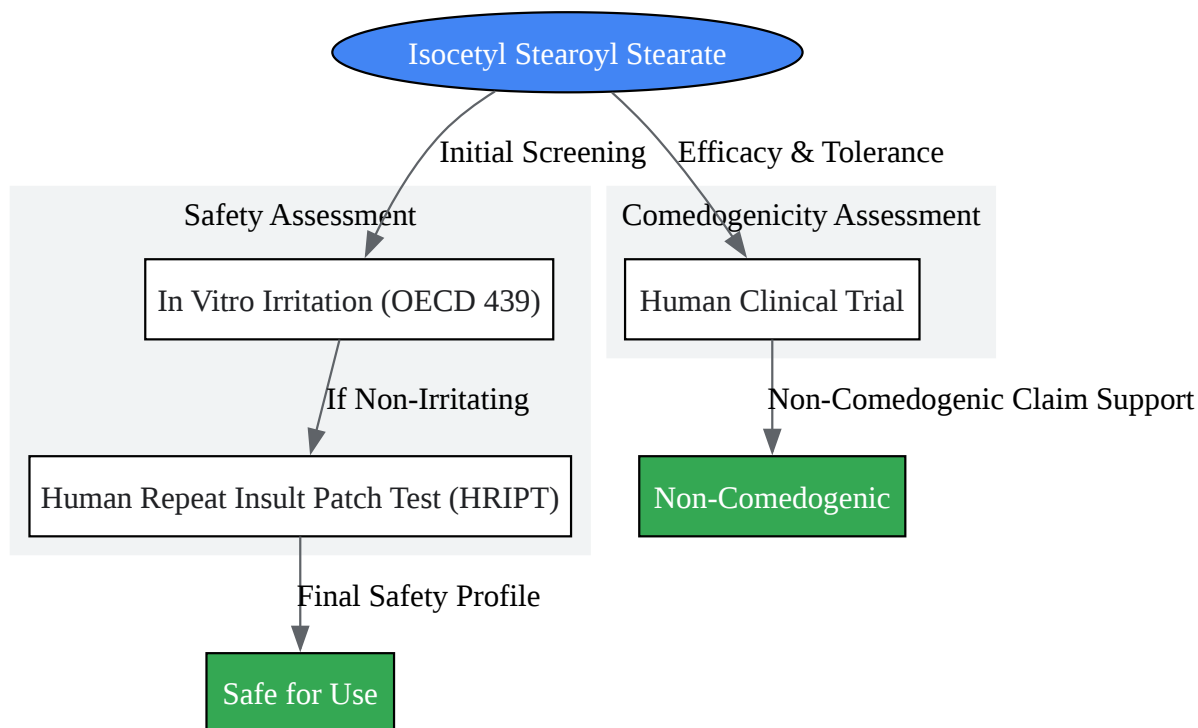 Isocetyl Stearoyl Stearate
Initial Screening
Efficacy & Tolerance
Safety Assessment
Comedogenicity Assessment
In Vitro Irritation (OECD 439)
Human Clinical Trial
If Non-Irritating
Non-Comedogenic Claim Support
Human Repeat Insult Patch Test (HRIPT)
Non-Comedogenic
Final Safety Profile
Safe for Use